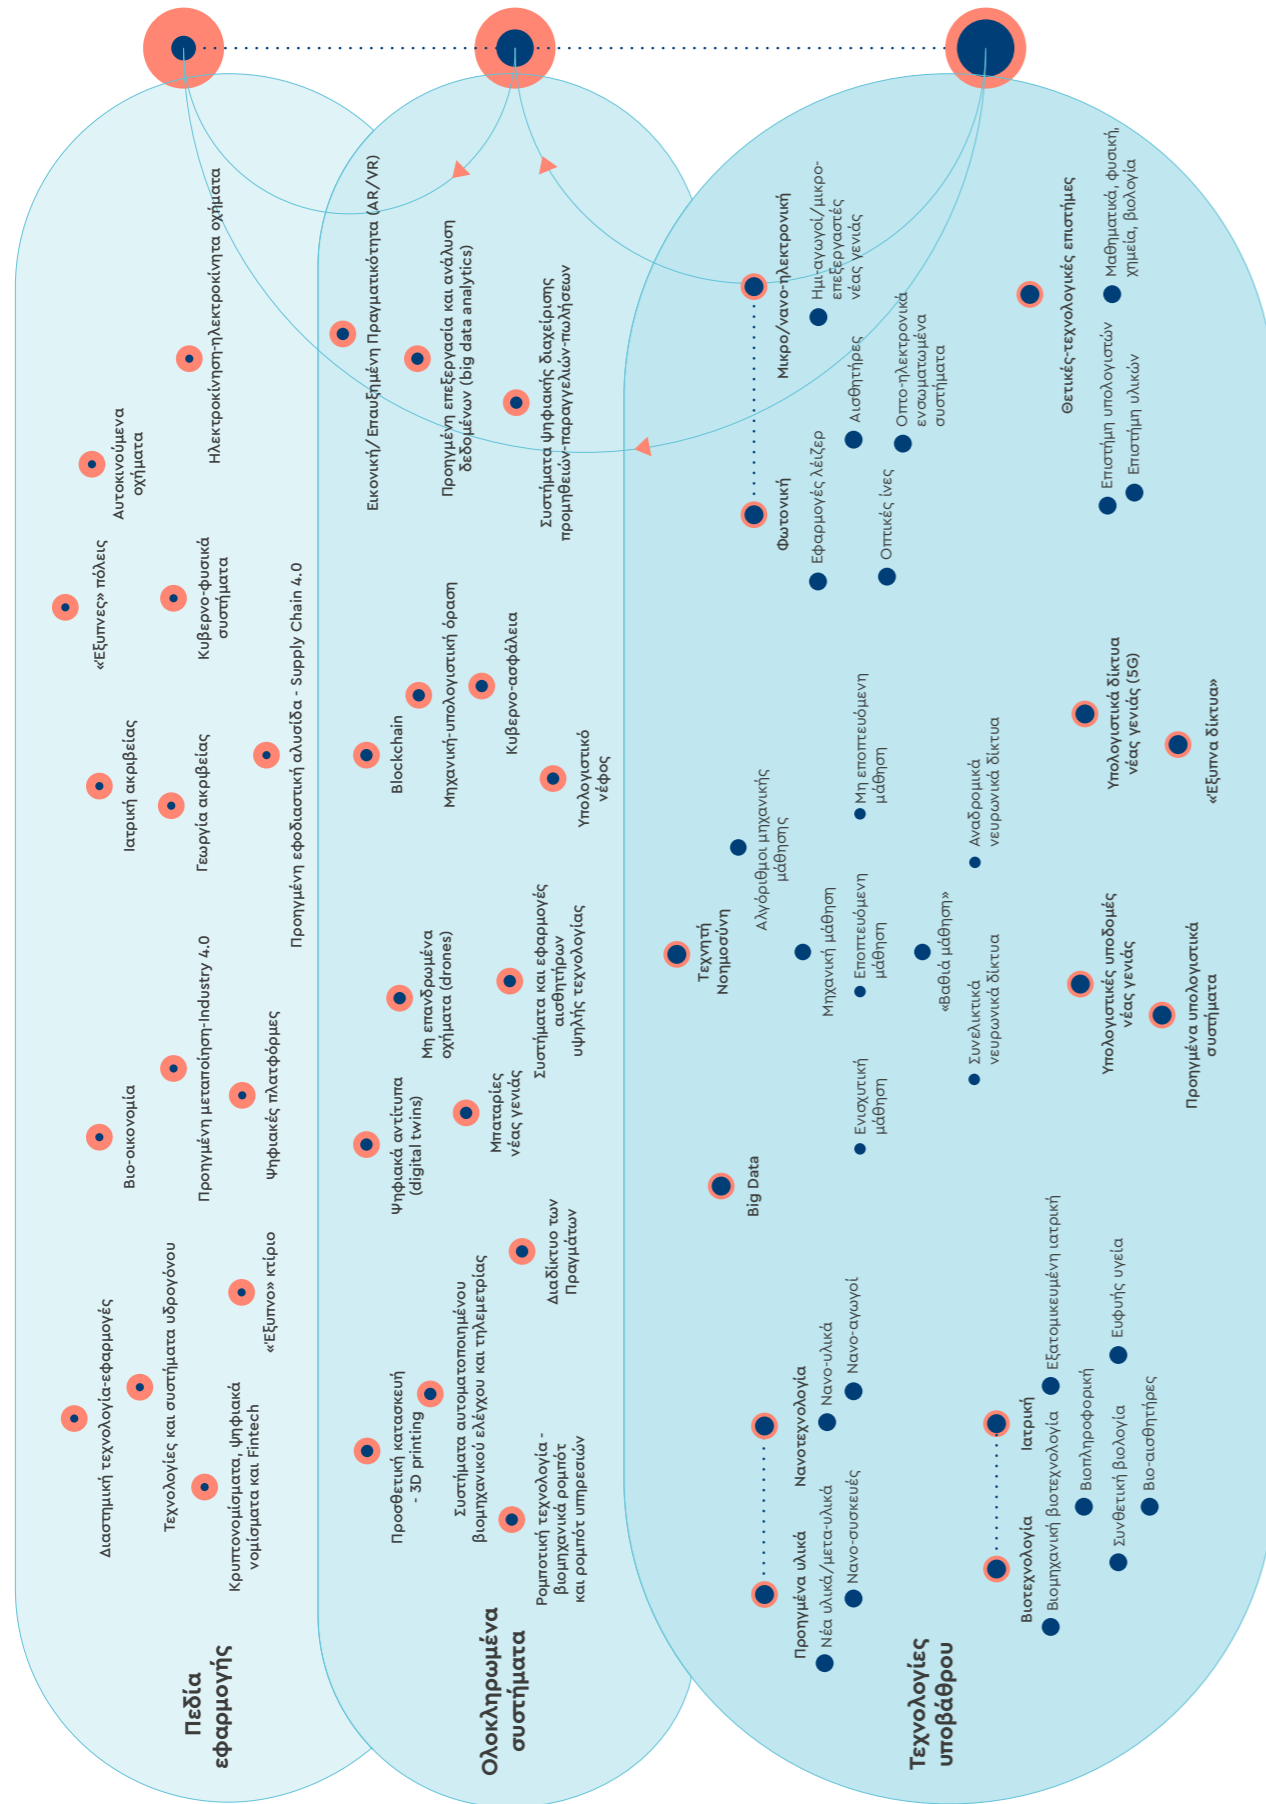 Πεδία
εφαρμογής
Διαστημική τεχνολογία-εφαρμογές
Τεχνολογίες και συστήματα υδρογόνου
Κρυπτονομίσματα, ψηφιακά
νομίσματα και Fintech
«Έξυπνο» κτίριο
Βιο-οικονομία
Προηγμένη μεταποίηση-Industry 4.0
Ψηφιακές πλατφόρμες
Ιατρική ακριβείας
Γεωργία ακριβείας
Προηγμένη εφοδιαστική αλυσίδα - Supply Chain 4.0
«Έξυπνες» πόλεις
Κυβερνο-φυσικά
συστήματα
Αυτοκινούμενα
οχήματα
Ηλεκτροκίνηση-ηλεκτροκίνητα οχήματα
Ολοκληρωμένα
συστήματα
Προσθετική κατασκευή
- 3D printing
Συστήματα αυτοματοποιημένου
βιομηχανικού ελέγχου και τηλεμετρίας
Ρομποτική τεχνολογία -
βιομηχανικά ρομπότ
και ρομπότ υπηρεσιών
Διαδίκτυο των
Πραγμάτων
Ψηφιακά αντίτυπα
(digital twins)
Μπαταρίες
νέας γενιάς
Μη επανδρωμένα
οχήματα (drones)
Συστήματα και εφαρμογές
αισθητήρων
υψηλής τεχνολογίας
Blockchain
Μηχανική-υπολογιστική όραση
Κυβερνο-ασφάλεια
Υπολογιστικό
νέφος
Εικονική/Επαυξημένη Πραγματικότητα (AR/VR)
Προηγμένη επεξεργασία και ανάλυση
δεδομένων (big data analytics)
Συστήματα ψηφιακής διαχείρισης
προμηθειών-παραγγελιών-πωλήσεων
Τεχνολογίες
υποβάθρου
Προηγμένα υλικά
Νέα υλικά/μετα-υλικά
Νανο-συσκευές
Νανοτεχνολογία
Νανο-υλικά
Νανο-αγωγοί
Βιοτεχνολογία
Βιομηχανική βιοτεχνολογία
Βιοπληροφορική
Συνθετική βιολογία
Βιο-αισθητήρες
Ιατρική
Εξατομικευμένη ιατρική
Ευφυής υγεία
Big Data
Τεχνητή
Νοημοσύνη
Αλγόριθμοι μηχανικής
μάθησης
Μηχανική μάθηση
Ενισχυτική
μάθηση
Εποπτευόμενη
μάθηση
Μη εποπτευόμενη
μάθηση
«Βαθιά μάθηση»
Συνελικτικά
νευρωνικά δίκτυα
Αναδρομικά
νευρωνικά δίκτυα
Υπολογιστικές υποδομές
νέας γενιάς
Προηγμένα υπολογιστικά
συστήματα
Υπολογιστικά δίκτυα
νέας γενιάς (5G)
«Έξυπνα δίκτυα»
Φωτονική
Εφαρμογές λέιζερ
Οπτικές ίνες
Μικρο/νανο-ηλεκτρονική
Ημι-αγωγοί/μικρο-
επεξεργαστές
νέας γενιάς
Αισθητήρες
Οπτο-ηλεκτρονικά
ενσωματωμένα
συστήματα
Θετικές-τεχνολογικές επιστήμες
Επιστήμη υπολογιστών
Επιστήμη υλικών
Μαθηματικά, φυσική,
χημεία, βιολογία